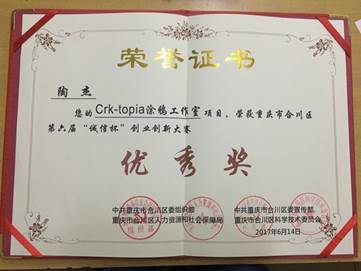 荣誉证书
陶 杰
您的Crk-topia涂鸦工作室项目，荣获重庆市合川区
第六届“诚信杯”创业创新大赛
优秀奖
中共重庆市合川区委组织部 中共重庆市合川区委宣传部
重庆市合川区人力资源和社会保障局 重庆市合川区科学技术委员会
2017年6月14日